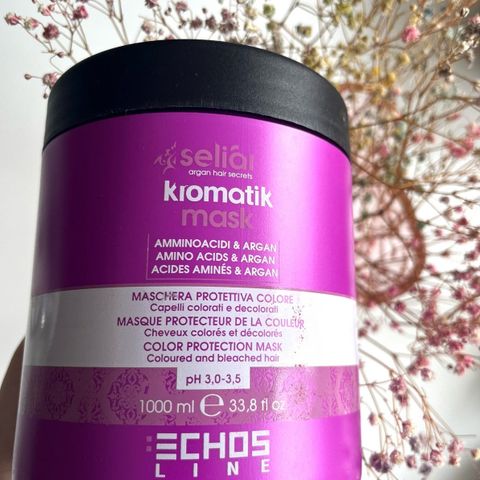 seliár
argan hair secrets
kromatik
mask
AMMINOACIDI & ARGAN
AMINO ACIDS & ARGAN
ACIDES AMINÉS & ARGAN
MASCHERA PROTETTIVA COLORE
Capelli colorati e decolorati
MASQUE PROTECTEUR DE LA COULEUR
Cheveux colorés et décolorés
COLOR PROTECTION MASK
Coloured and bleached hair
pH 3,0-3,5
1000 ml ℮ 33,8 fl oz
ECHOS
LINE